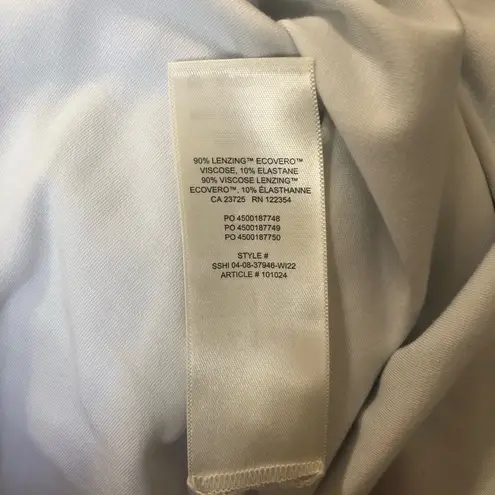 90% LENZING™ ECOVERO™
VISCOSE, 10% ELASTANE
90% VISCOSE LENZING™
ECOVERO™, 10% ÉLASTHANNE
CA 23725 RN 122354
PO 4500187748
PO 4500187749
PO 4500187750
STYLE #
SSHI 04-08-37946-WI22
ARTICLE # 101024